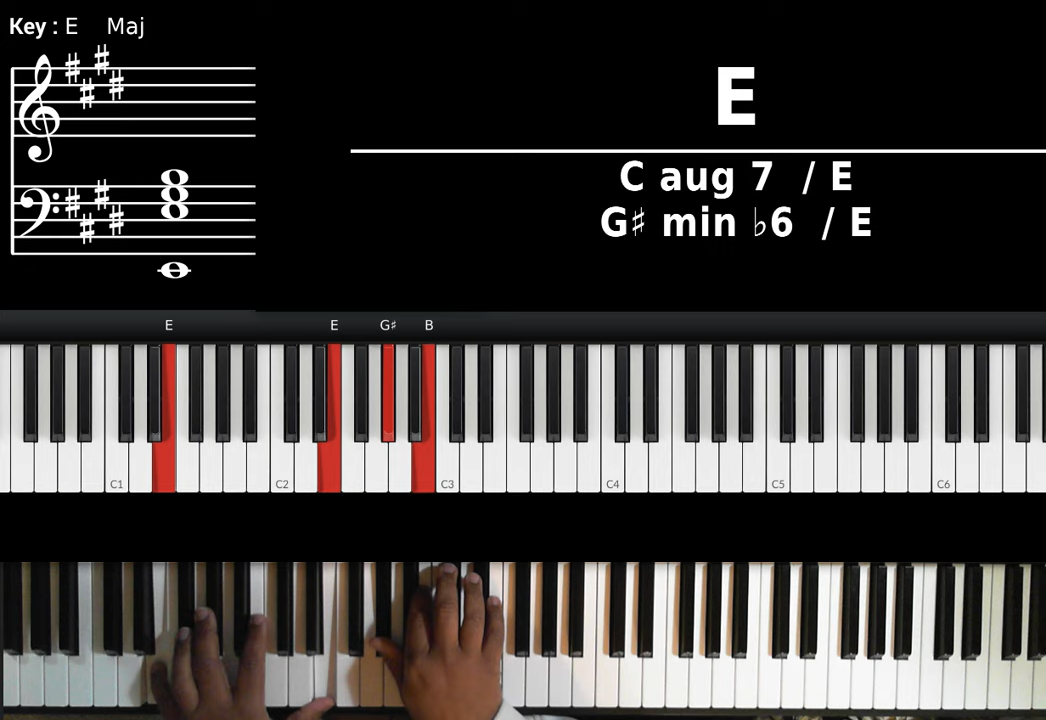 Key : E Maj
E
C aug 7 / E
G♯ min ♭6 / E
E E G♯ B
C1 C2 C3 C4 C5 C6